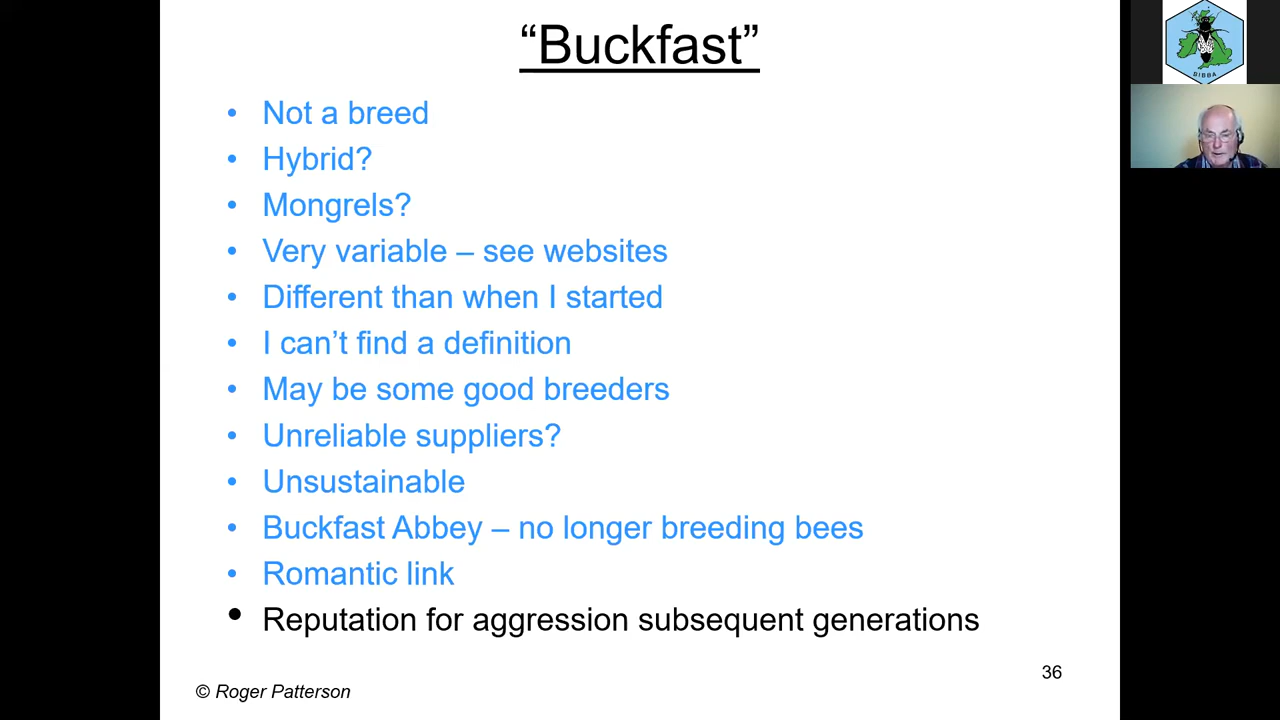 “Buckfast”
• Not a breed
• Hybrid?
• Mongrels?
• Very variable – see websites
• Different than when I started
• I can’t find a definition
• May be some good breeders
• Unreliable suppliers?
• Unsustainable
• Buckfast Abbey – no longer breeding bees
• Romantic link
• Reputation for aggression subsequent generations
36
© Roger Patterson
BIBBA